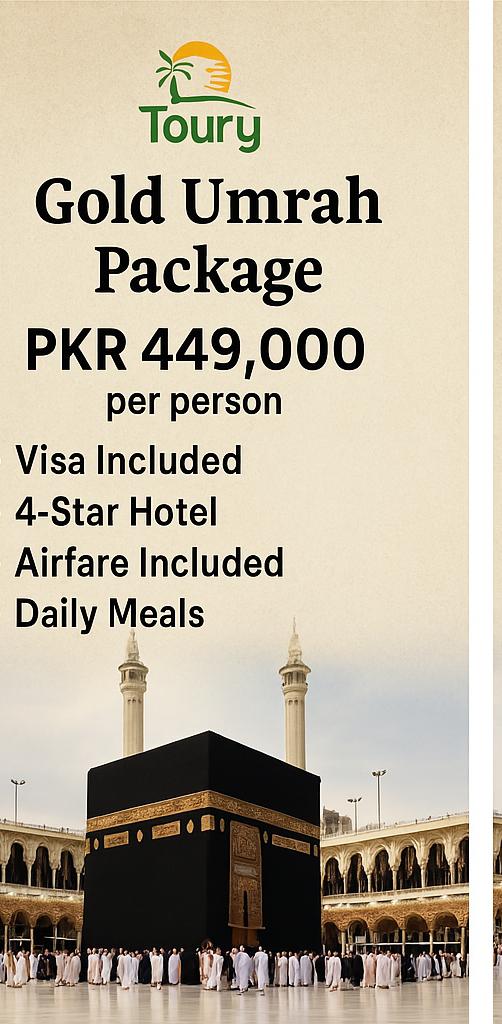 Toury
Gold Umrah
Package
PKR 449,000
per person
Visa Included
4-Star Hotel
Airfare Included
Daily Meals